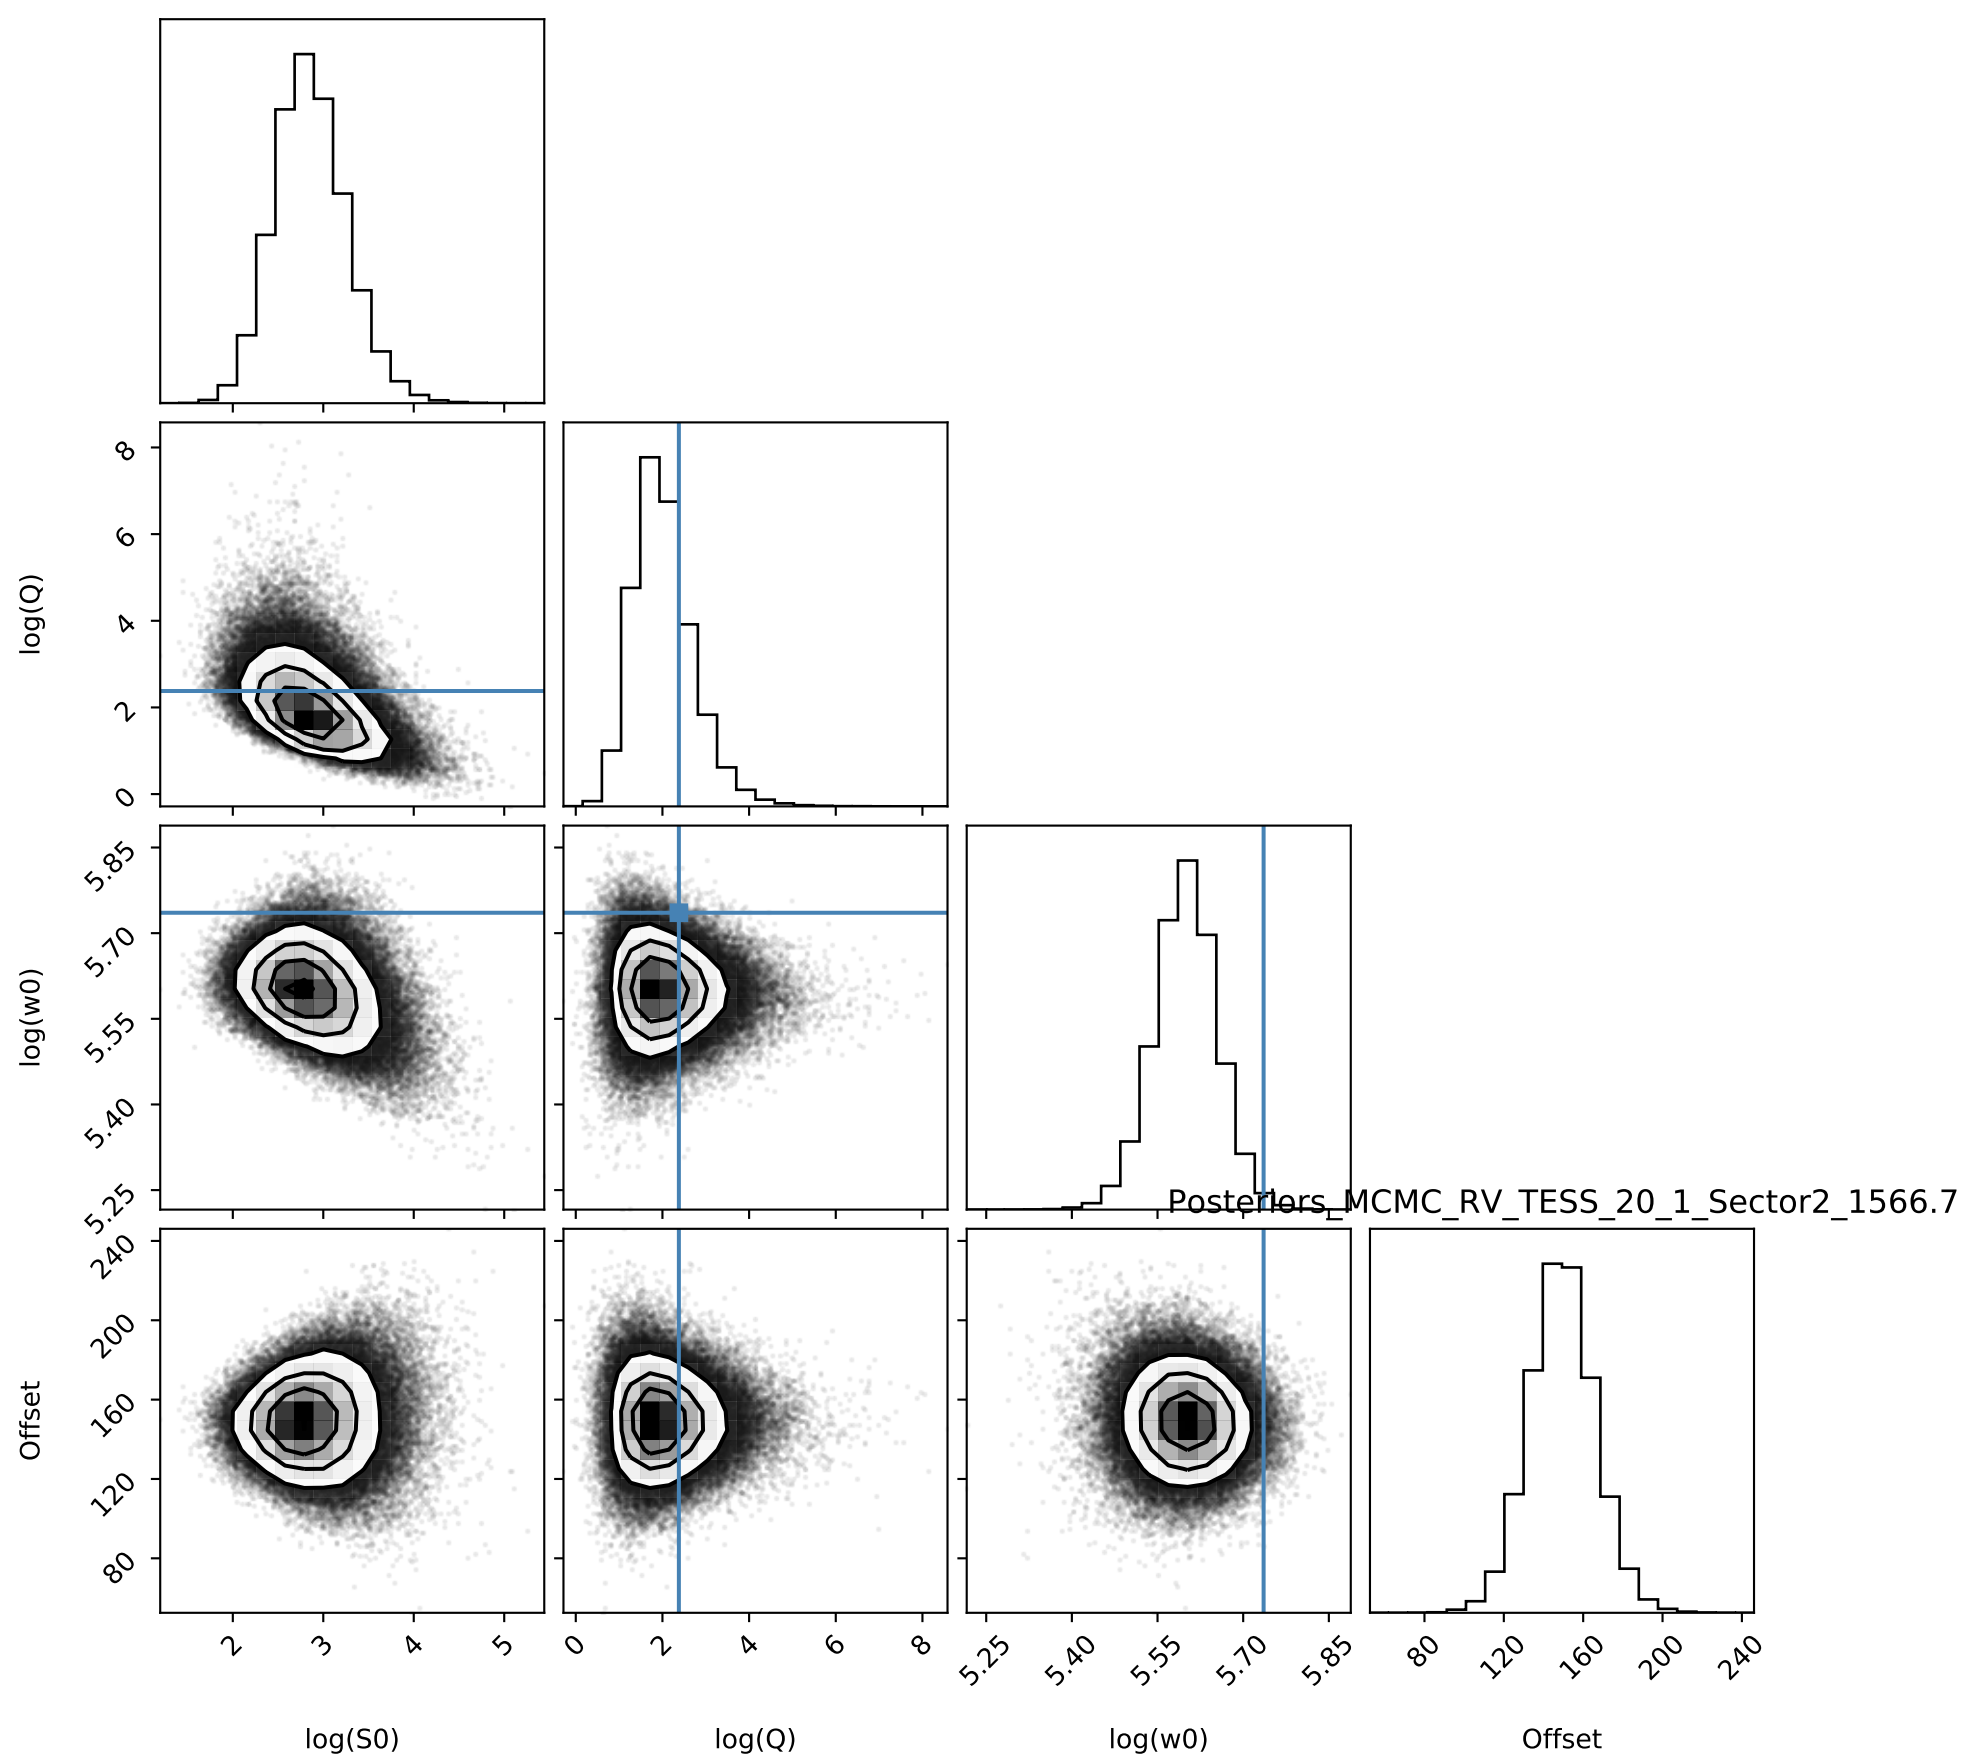 8
6
4
2
0
log(Q)
5.85
5.70
5.55
5.40
5.25
log(w0)
Posteriors_MCMC_RV_TESS_20_1_Sector2_1566.7
240
200
160
120
80
Offset
2 3 4 5
0 2 4 6 8
5.25 5.40 5.55 5.70 5.85
80 120 160 200 240
log(S0) log(Q) log(w0) Offset